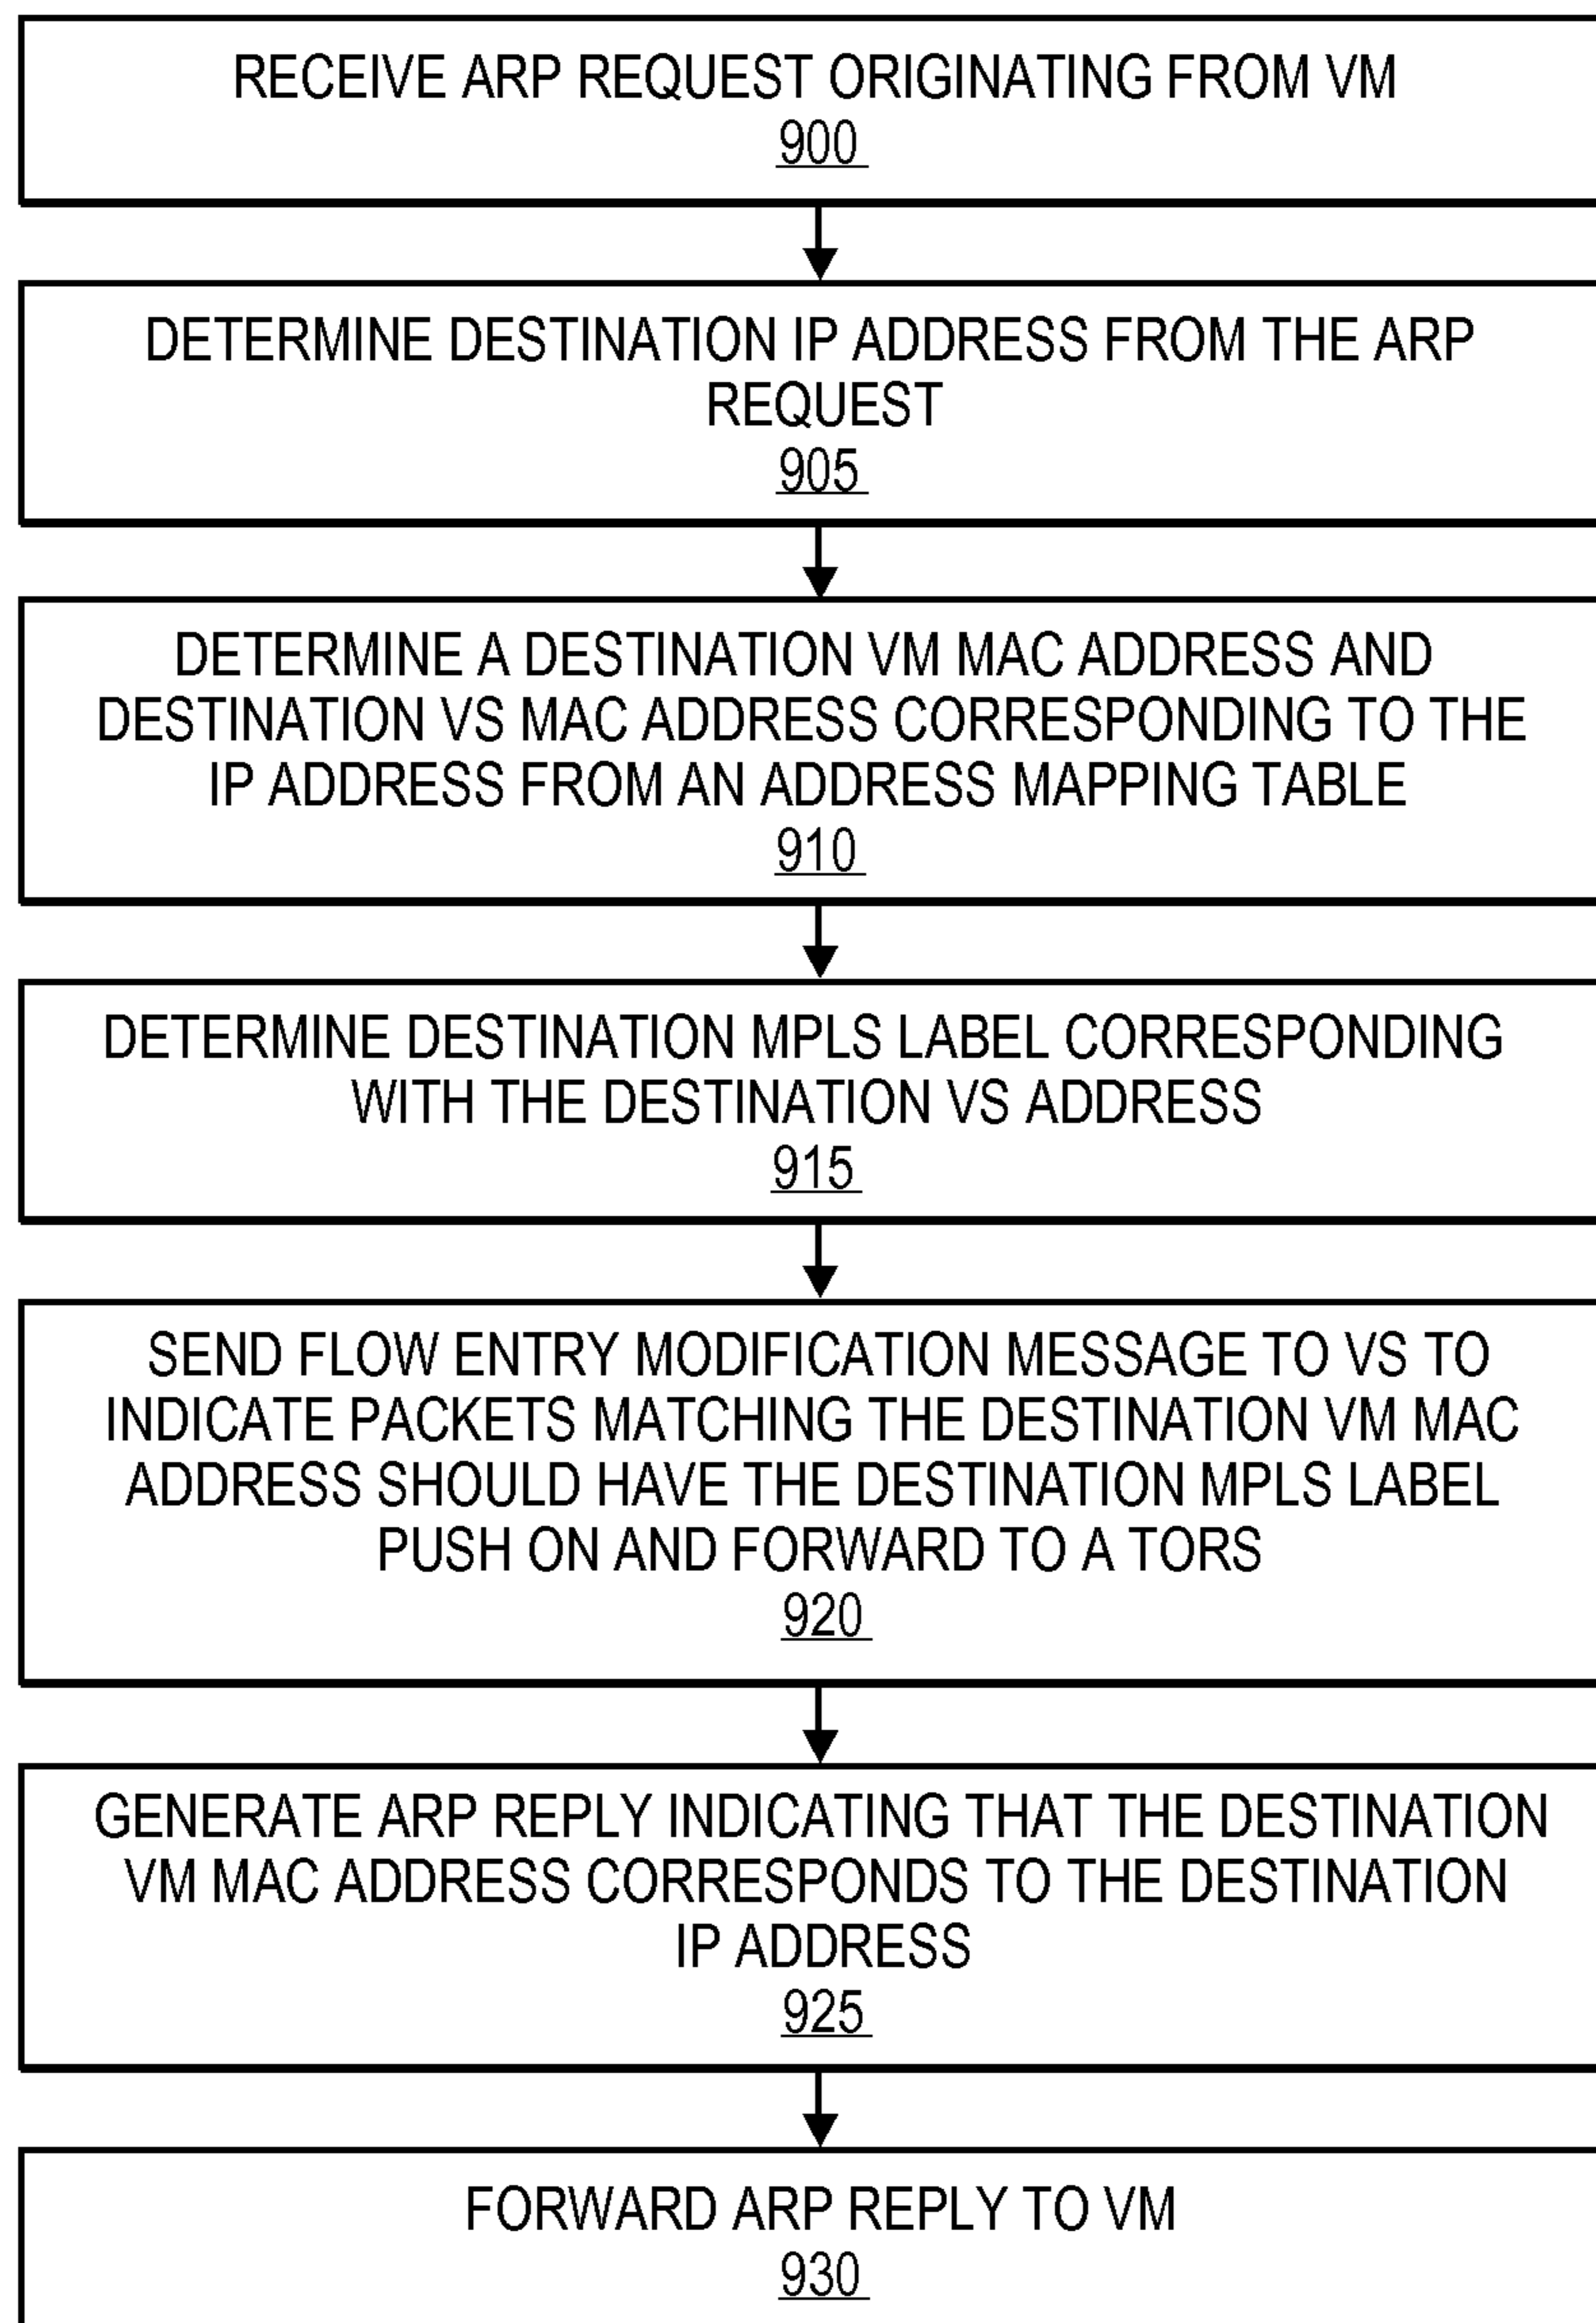 RECEIVE ARP REQUEST ORIGINATING FROM VM
900
DETERMINE DESTINATION IP ADDRESS FROM THE ARP
REQUEST
905
DETERMINE A DESTINATION VM MAC ADDRESS AND
DESTINATION VS MAC ADDRESS CORRESPONDING TO THE
IP ADDRESS FROM AN ADDRESS MAPPING TABLE
910
DETERMINE DESTINATION MPLS LABEL CORRESPONDING
WITH THE DESTINATION VS ADDRESS
915
SEND FLOW ENTRY MODIFICATION MESSAGE TO VS TO
INDICATE PACKETS MATCHING THE DESTINATION VM MAC
ADDRESS SHOULD HAVE THE DESTINATION MPLS LABEL
PUSH ON AND FORWARD TO A TORS
920
GENERATE ARP REPLY INDICATING THAT THE DESTINATION
VM MAC ADDRESS CORRESPONDS TO THE DESTINATION
IP ADDRESS
925
FORWARD ARP REPLY TO VM
930